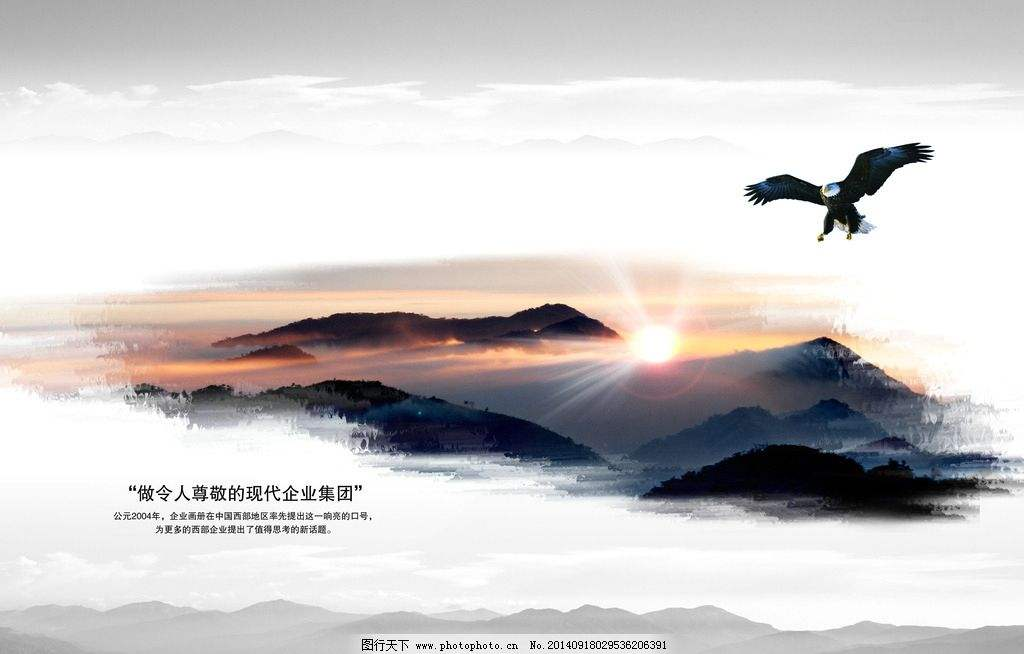 “做令人尊敬的现代企业集团”
公元2004年，企业画册在中国西部地区率先提出这一响亮的口号，
为更多的西部企业提出了值得思考的新话题。
图行天下 www.photophoto.cn No.20140918029536206391